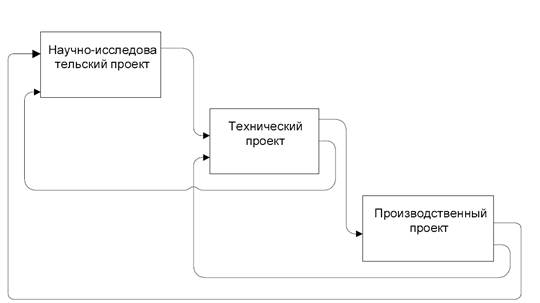 Научно-исследова
тельский проект
Технический
проект
Производственный
проект